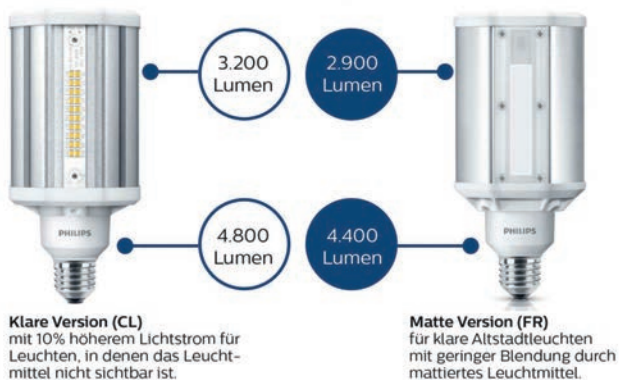 3.200
Lumen
2.900
Lumen
PHILIPS
PHILIPS
4.800
Lumen
4.400
Lumen
Klare Version (CL)
mit 10% höherem Lichtstrom für
Leuchten, in denen das Leucht-
mittel nicht sichtbar ist.
Matte Version (FR)
für klare Altstadtleuchten
mit geringer Blendung durch
mattiertes Leuchtmittel.